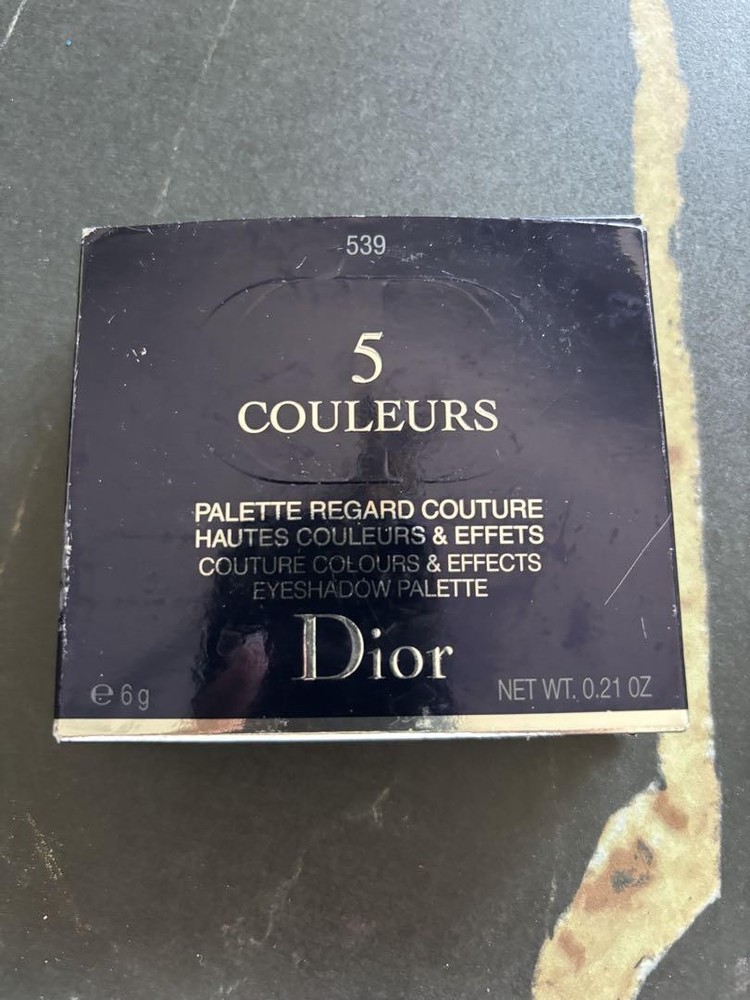 539
5
COULEURS
PALETTE REGARD COUTURE
HAUTES COULEURS & EFFETS
COUTURE COLOURS & EFFECTS
EYESHADOW PALETTE
Dior
℮ 6 g
NET WT. 0.21 OZ